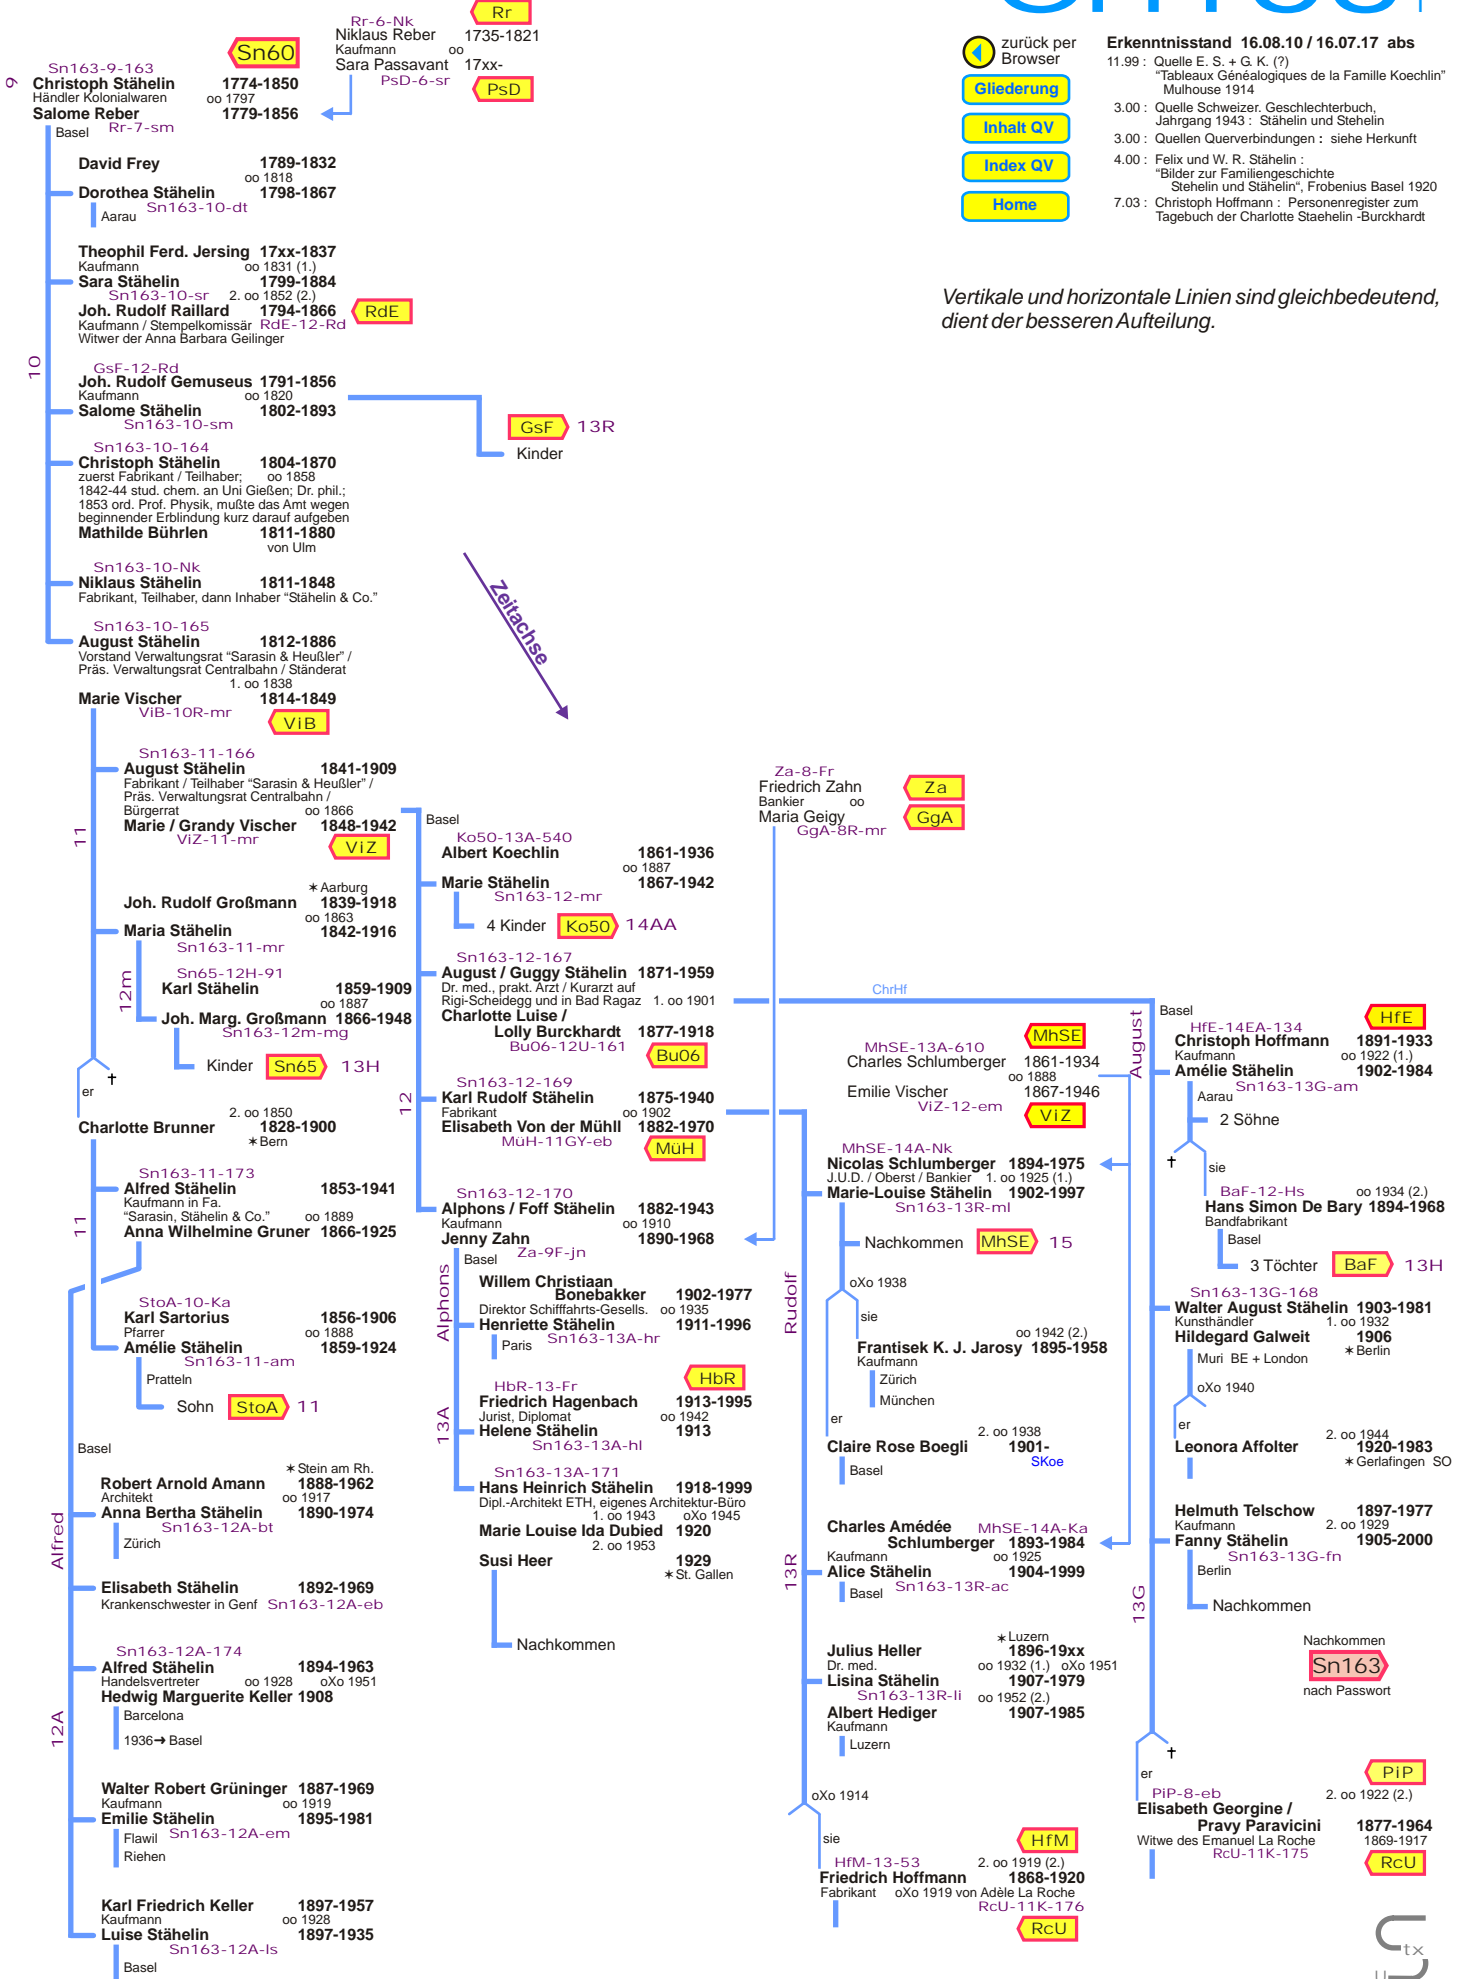 Rr
Rr-6-Nk
Niklaus Reber 1735-1821
Kaufmann oo
Sara Passavant 17xx-
PsD-6-sr
PsD
Sn60
9
Sn163-9-163
Christoph Stähelin 1774-1850
Händler Kolonialwaren oo 1797
Salome Reber 1779-1856
Basel Rr-7-sm
zurück per
Browser
Gliederung
Inhalt QV
Index QV
Home
Erkenntnisstand 16.08.10 / 16.07.17 abs
11.99 : Quelle E. S. + G. K. (?)
"Tableaux Généalogiques de la Famille Koechlin"
Mulhouse 1914
3.00 : Quelle Schweizer. Geschlechterbuch,
Jahrgang 1943 : Stähelin und Stehelin
3.00 : Quellen Querverbindungen : siehe Herkunft
4.00 : Felix und W. R. Stähelin :
"Bilder zur Familiengeschichte
Stehelin und Stähelin", Frobenius Basel 1920
7.03 : Christoph Hoffmann : Personenregister zum
Tagebuch der Charlotte Staehelin -Burckhardt
Vertikale und horizontale Linien sind gleichbedeutend,
dient der besseren Aufteilung.
10
David Frey 1789-1832
oo 1818
Dorothea Stähelin 1798-1867
Sn163-10-dt
Aarau
Theophil Ferd. Jersing 17xx-1837
Kaufmann oo 1831 (1.)
Sara Stähelin 1799-1884
Sn163-10-sr 2. oo 1852 (2.)
Joh. Rudolf Raillard 1794-1866
RdE
Kaufmann / Stempelkomissär RdE-12-Rd
Witwer der Anna Barbara Geilinger
GsF-12-Rd
Joh. Rudolf Gemuseus 1791-1856
Kaufmann oo 1820
Salome Stähelin 1802-1893
Sn163-10-sm
GsF 13R
Kinder
Sn163-10-164
Christoph Stähelin 1804-1870
zuerst Fabrikant / Teilhaber; oo 1858
1842-44 stud. chem. an Uni Gießen; Dr. phil.;
1853 ord. Prof. Physik, mußte das Amt wegen
beginnender Erblindung kurz darauf aufgeben
Mathilde Bührlen 1811-1880
von Ulm
Sn163-10-Nk
Niklaus Stähelin 1811-1848
Fabrikant, Teilhaber, dann Inhaber "Stähelin & Co."
Zeitachse
Sn163-10-165
August Stähelin 1812-1886
Vorstand Verwaltungsrat "Sarasin & Heußler" /
Präs. Verwaltungsrat Centralbahn / Ständerat
1. oo 1838
Marie Vischer 1814-1849
ViB-10R-mr
ViB
11
Sn163-11-166
August Stähelin 1841-1909
Fabrikant / Teilhaber "Sarasin & Heußler" /
Präs. Verwaltungsrat Centralbahn /
Bürgerrat oo 1866
Marie / Grandy Vischer 1848-1942
ViZ-11-mr
ViZ
✶Aarburg
Joh. Rudolf Großmann 1839-1918
oo 1863
Maria Stähelin 1842-1916
Sn163-11-mr
12m
Sn65-12H-91
Karl Stähelin 1859-1909
oo 1887
Joh. Marg. Großmann 1866-1948
Sn163-12m-mg
Kinder Sn65 13H
†
er
2. oo 1850
Charlotte Brunner 1828-1900
✶Bern
11
Sn163-11-173
Alfred Stähelin 1853-1941
Kaufmann in Fa.
"Sarasin, Stähelin & Co." oo 1889
Anna Wilhelmine Gruner 1866-1925
StoA-10-Ka
Karl Sartorius 1856-1906
Pfarrer oo 1888
Amélie Stähelin 1859-1924
Sn163-11-am
Pratteln
Sohn StoA 11
Basel
Alfred
12A
✶Stein am Rh.
Robert Arnold Amann 1888-1962
Architekt oo 1917
Anna Bertha Stähelin 1890-1974
Sn163-12A-bt
Zürich
Elisabeth Stähelin 1892-1969
Krankenschwester in Genf Sn163-12A-eb
Sn163-12A-174
Alfred Stähelin 1894-1963
Handelsvertreter oo 1928 oXo 1951
Hedwig Marguerite Keller 1908
Barcelona
1936➔ Basel
Walter Robert Grüninger 1887-1969
Kaufmann oo 1919
Emilie Stähelin 1895-1981
Flawil Sn163-12A-em
Riehen
Karl Friedrich Keller 1897-1957
Kaufmann oo 1928
Luise Stähelin 1897-1935
Sn163-12A-ls
Basel
12
Basel
Ko50-13A-540
Albert Koechlin 1861-1936
oo 1887
Marie Stähelin 1867-1942
Sn163-12-mr
4 Kinder Ko50 14AA
Sn163-12-167
August / Guggy Stähelin 1871-1959
Dr. med., prakt. Arzt / Kurarzt auf
Rigi-Scheidegg und in Bad Ragaz 1. oo 1901
Charlotte Luise /
Lolly Burckhardt 1877-1918
Bu06-12U-161
Bu06
Sn163-12-169
Karl Rudolf Stähelin 1875-1940
Fabrikant oo 1902
Elisabeth Von der Mühll 1882-1970
MüH-11GY-eb
MüH
Sn163-12-170
Alphons / Foff Stähelin 1882-1943
Kaufmann oo 1910
Jenny Zahn 1890-1968
Basel Za-9F-jn
Alphons
13A
Willem Christiaan
Bonebakker 1902-1977
Direktor Schifffahrts-Gesells. oo 1935
Henriette Stähelin 1911-1996
Paris Sn163-13A-hr
HbR
HbR-13-Fr
Friedrich Hagenbach 1913-1995
Jurist, Diplomat oo 1942
Helene Stähelin 1913
Sn163-13A-hl
Sn163-13A-171
Hans Heinrich Stähelin 1918-1999
Dipl.-Architekt ETH, eigenes Architektur-Büro
1. oo 1943 oXo 1945
Marie Louise Ida Dubied 1920
2. oo 1953
Susi Heer 1929
✶St. Gallen
Nachkommen
Za-8-Fr
Friedrich Zahn
Za
Bankier oo
Maria Geigy
GgA
GgA-8R-mr
ChrHf
MhSE
MhSE-13A-610
Charles Schlumberger 1861-1934
oo 1888
Emilie Vischer 1867-1946
ViZ-12-em
ViZ
Rudolf
13R
MhSE-14A-Nk
Nicolas Schlumberger 1894-1975
J.U.D. / Oberst / Bankier 1. oo 1925 (1.)
Marie-Louise Stähelin 1902-1997
Sn163-13R-ml
Nachkommen MhSE 15
oXo 1938
sie
oo 1942 (2.)
Frantisek K. J. Jarosy 1895-1958
Kaufmann
Zürich
München
er
2. oo 1938
Claire Rose Boegli 1901-
SKoe
Basel
Charles Amédée MhSE-14A-Ka
Schlumberger 1893-1984
Kaufmann oo 1925
Alice Stähelin 1904-1999
Basel Sn163-13R-ac
✶Luzern
Julius Heller 1896-19xx
Dr. med. oo 1932 (1.) oXo 1951
Lisina Stähelin 1907-1979
Sn163-13R-li oo 1952 (2.)
Albert Hediger 1907-1985
Kaufmann
Luzern
oXo 1914
sie
HfM
HfM-13-53 2. oo 1919 (2.)
Friedrich Hoffmann 1868-1920
Fabrikant oXo 1919 von Adèle La Roche
RcU-11K-176
RcU
August
13G
Basel
HfE
HfE-14EA-134
Christoph Hoffmann 1891-1933
Kaufmann oo 1922 (1.)
Amélie Stähelin 1902-1984
Sn163-13G-am
Aarau
2 Söhne
†
sie
BaF-12-Hs oo 1934 (2.)
Hans Simon De Bary 1894-1968
Bandfabrikant
Basel
3 Töchter BaF 13H
Sn163-13G-168
Walter August Stähelin 1903-1981
Kunsthändler 1. oo 1932
Hildegard Galweit 1906
✶Berlin
Muri BE + London
oXo 1940
er
2. oo 1944
Leonora Affolter 1920-1983
✶Gerlafingen SO
Helmuth Telschow 1897-1977
Kaufmann 2. oo 1929
Fanny Stähelin 1905-2000
Sn163-13G-fn
Berlin
Nachkommen
Nachkommen
Sn163
nach Passwort
†
er
PiP
PiP-8-eb 2. oo 1922 (2.)
Elisabeth Georgine /
Pravy Paravicini 1877-1964
Witwe des Emanuel La Roche 1869-1917
RcU-11K-175
RcU
tx